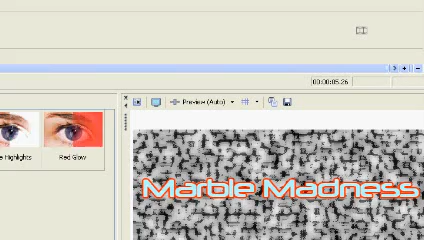 00:00:05.26
Preview (Auto)
e Highlights
Red Glow
Marble Madness